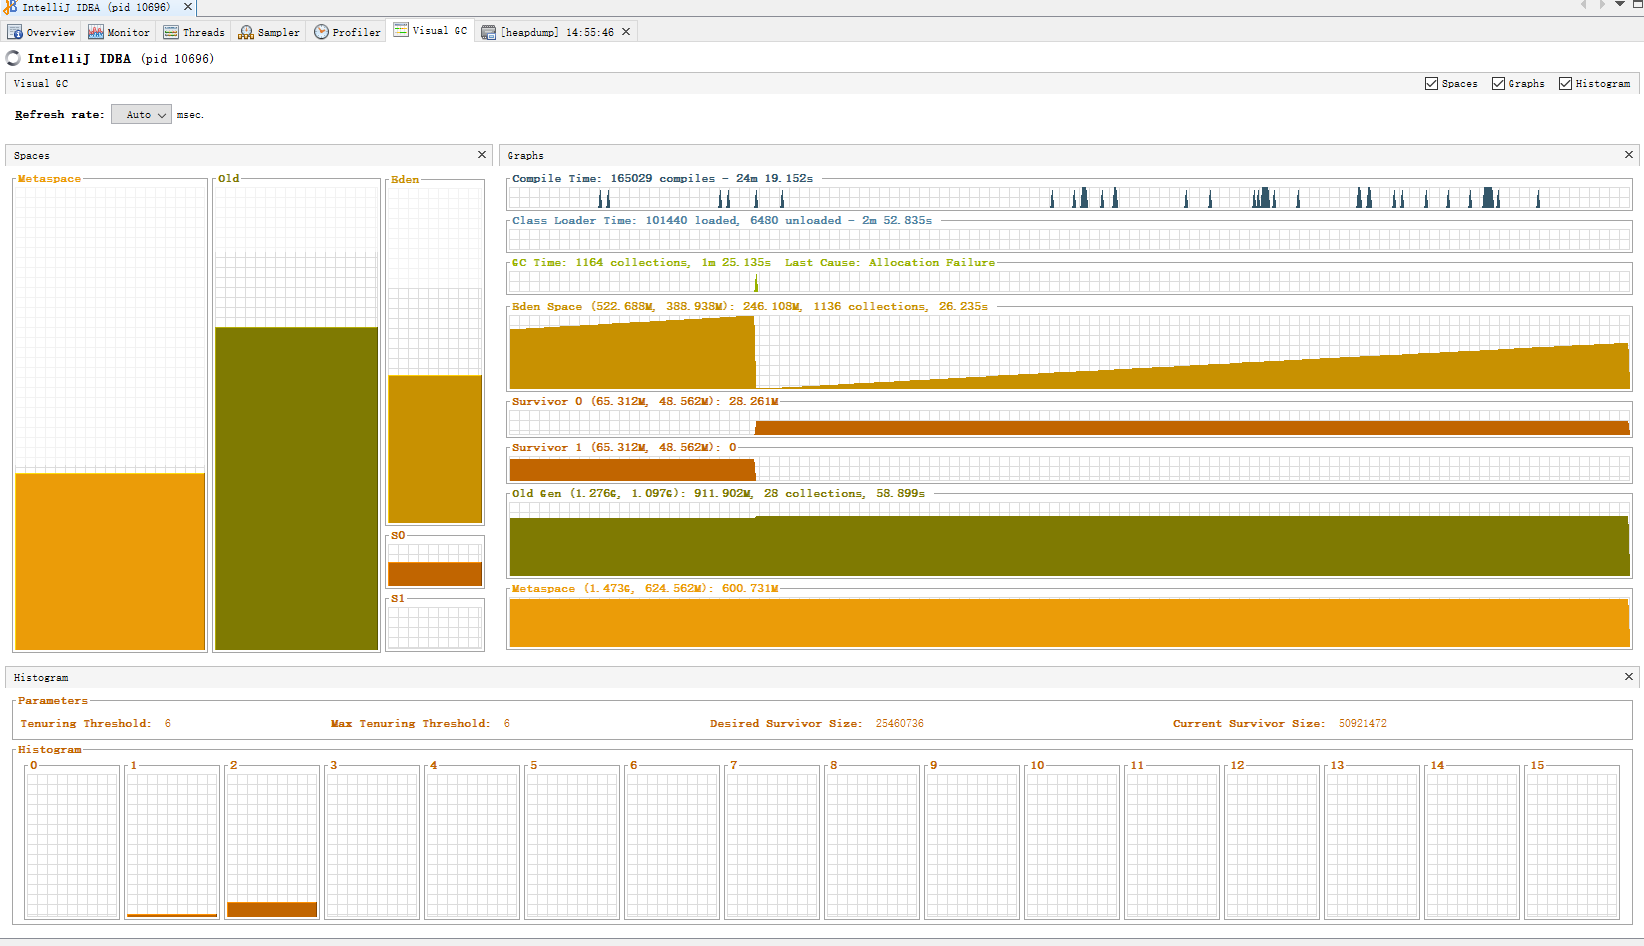 IntelliJ IDEA (pid 10696)
Overview Monitor Threads Sampler Profiler Visual GC [heapdump] 14:55:46
IntelliJ IDEA (pid 10696)
Visual GC Spaces Graphs Histogram
Refresh rate: Auto msec.
Spaces
Metaspace Old Eden
S0
S1
Graphs
Compile Time: 165029 compiles - 24m 19.152s
Class Loader Time: 101440 loaded, 6480 unloaded - 2m 52.835s
GC Time: 1164 collections, 1m 25.135s Last Cause: Allocation Failure
Eden Space (522.688M, 388.938M): 246.108M, 1136 collections, 26.235s
Survivor 0 (65.312M, 48.562M): 28.261M
Survivor 1 (65.312M, 48.562M): 0
Old Gen (1.276G, 1.097G): 911.902M, 28 collections, 58.899s
Metaspace (1.473G, 624.562M): 600.731M
Histogram
Parameters
Tenuring Threshold: 6 Max Tenuring Threshold: 6 Desired Survivor Size: 25460736 Current Survivor Size: 50921472
Histogram
0 1 2 3 4 5 6 7 8 9 10 11 12 13 14 15